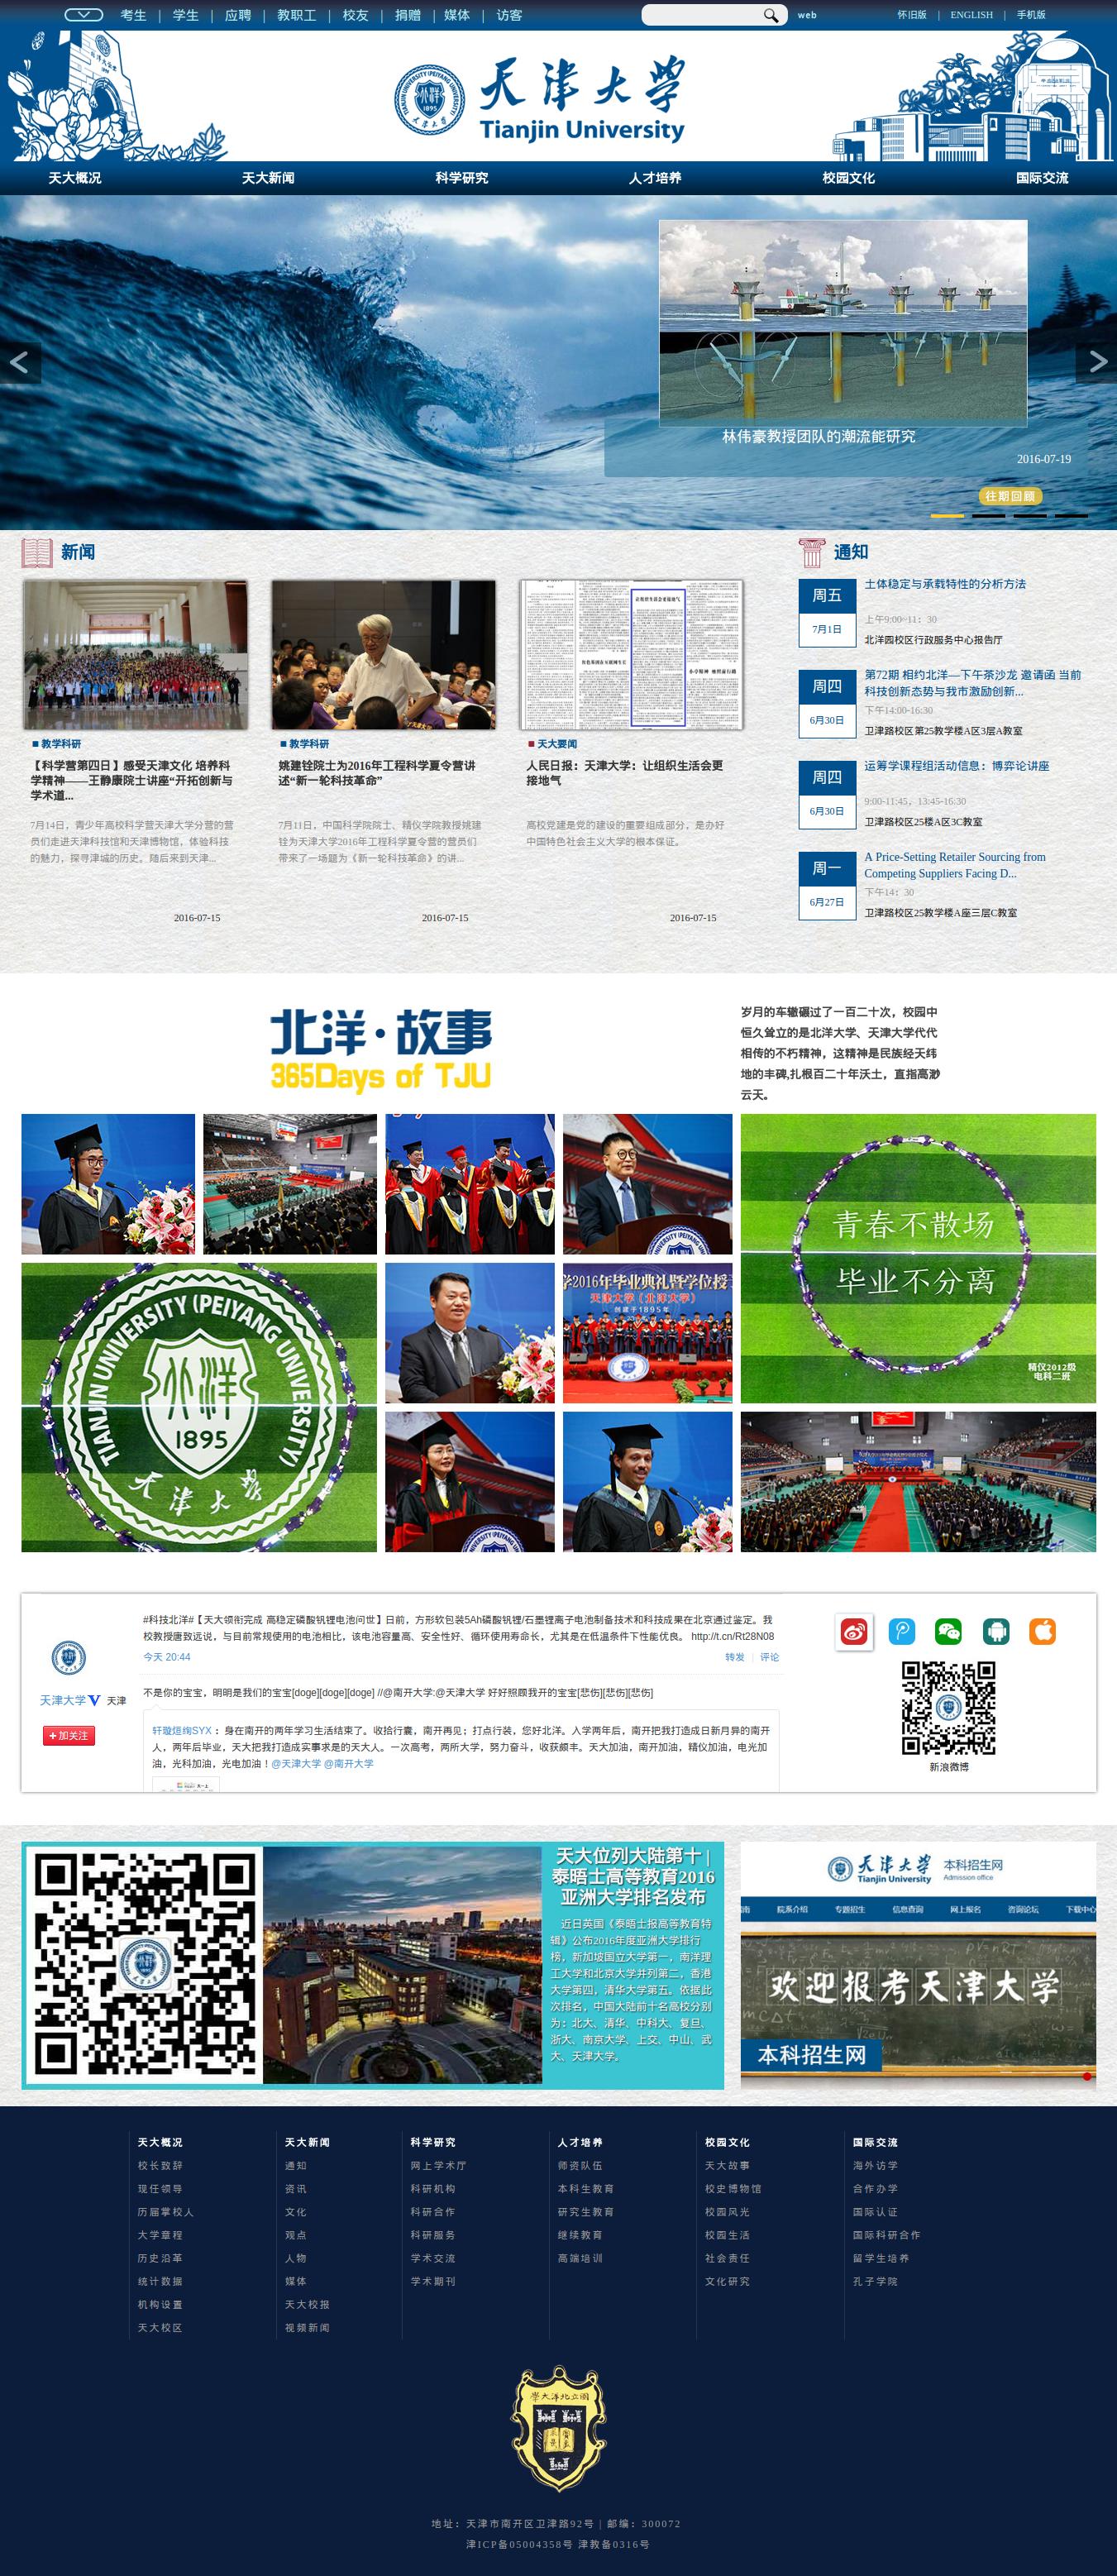 考生 | 学生 | 应聘 | 教职工 | 校友 | 捐赠 | 媒体 | 访客
web
怀旧版 | ENGLISH | 手机版
天津大学
Tianjin University
天大概况 天大新闻 科学研究 人才培养 校园文化 国际交流
林伟豪教授团队的潮流能研究
2016-07-19
往期回顾
新闻
教学科研
【科学营第四日】感受天津文化 培养科
学精神——王静康院士讲座“开拓创新与
学术道...
7月14日，青少年高校科学营天津大学分营的营
员们走进天津科技馆和天津博物馆，体验科技
的魅力，探寻津城的历史。随后来到天津...
2016-07-15
教学科研
姚建铨院士为2016年工程科学夏令营讲
述“新一轮科技革命”
7月11日，中国科学院院士、精仪学院教授姚建
铨为天津大学2016年工程科学夏令营的营员们
带来了一场题为《新一轮科技革命》的讲...
2016-07-15
天大要闻
人民日报：天津大学：让组织生活会更
接地气
高校党建是党的建设的重要组成部分，是办好
中国特色社会主义大学的根本保证。
2016-07-15
通知
周五
7月1日
土体稳定与承载特性的分析方法
上午9:00~11：30
北洋园校区行政服务中心报告厅
周四
6月30日
第72期 相约北洋—下午茶沙龙 邀请函 当前
科技创新态势与我市激励创新...
下午14:00-16:30
卫津路校区第25教学楼A区3层A教室
周四
6月30日
运筹学课程组活动信息：博弈论讲座
9:00-11:45，13:45-16:30
卫津路校区25楼A区3C教室
周一
6月27日
A Price-Setting Retailer Sourcing from
Competing Suppliers Facing D...
下午14：30
卫津路校区25教学楼A座三层C教室
北洋·故事
365Days of TJU
岁月的车辙碾过了一百二十次，校园中
恒久耸立的是北洋大学、天津大学代代
相传的不朽精神，这精神是民族经天纬
地的丰碑,扎根百二十年沃土，直指高渺
云天。
青春不散场
毕业不分离
精仪2012级
电科二班
TIANJIN UNIVERSITY (PEIYANG UNIVERSITY)
1895
天津大学
学2016年毕业典礼暨学位授
天津大学（北洋大学）
创建于1895年
#科技北洋#【天大领衔完成 高稳定磷酸钒锂电池问世】日前，方形软包装5Ah磷酸钒锂/石墨锂离子电池制备技术和科技成果在北京通过鉴定。我
校教授唐致远说，与目前常规使用的电池相比，该电池容量高、安全性好、循环使用寿命长，尤其是在低温条件下性能优良。 http://t.cn/Rt28N08
今天 20:44 转发 | 评论
天津大学 V 天津
+加关注
不是你的宝宝，明明是我们的宝宝[doge][doge][doge] //@南开大学:@天津大学 好好照顾我开的宝宝[悲伤][悲伤][悲伤]
轩璇煊绚SYX ：身在南开的两年学习生活结束了。收拾行囊，南开再见；打点行装，您好北洋。入学两年后，南开把我打造成日新月异的南开
人，两年后毕业，天大把我打造成实事求是的天大人。一次高考，两所大学，努力奋斗，收获颇丰。天大加油，南开加油，精仪加油，电光加
油，光科加油，光电加油！@天津大学 @南开大学
新浪微博
天大位列大陆第十 |
泰晤士高等教育2016
亚洲大学排名发布
近日英国《泰晤士报高等教育特
辑》公布2016年度亚洲大学排行
榜，新加坡国立大学第一，南洋理
工大学和北京大学并列第二，香港
大学第四，清华大学第五。依据此
次排名，中国大陆前十名高校分别
为：北大、清华、中科大、复旦、
浙大、南京大学、上交、中山、武
大、天津大学。
天津大学
Tianjin University
本科招生网
Admission office
院系介绍 专题招生 信息查询 网上报名 咨询论坛 下载中心
欢迎报考天津大学
本科招生网
天大概况
校长致辞
现任领导
历届掌校人
大学章程
历史沿革
统计数据
机构设置
天大校区
天大新闻
通知
资讯
文化
观点
人物
媒体
天大校报
视频新闻
科学研究
网上学术厅
科研机构
科研合作
科研服务
学术交流
学术期刊
人才培养
师资队伍
本科生教育
研究生教育
继续教育
高端培训
校园文化
天大故事
校史博物馆
校园风光
校园生活
社会责任
文化研究
国际交流
海外访学
合作办学
国际认证
国际科研合作
留学生培养
孔子学院
地址：天津市南开区卫津路92号 | 邮编：300072
津ICP备05004358号 津教备0316号